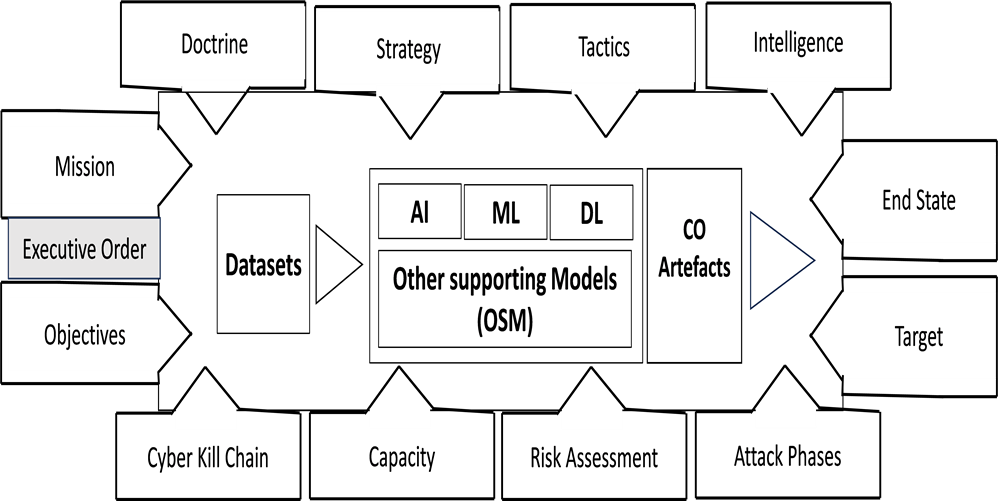 Doctrine
Strategy
Tactics
Intelligence
Mission
Executive Order
Objectives
Datasets
AI
ML
DL
Other supporting Models
(OSM)
CO
Artefacts
End State
Target
Cyber Kill Chain
Capacity
Risk Assessment
Attack Phases